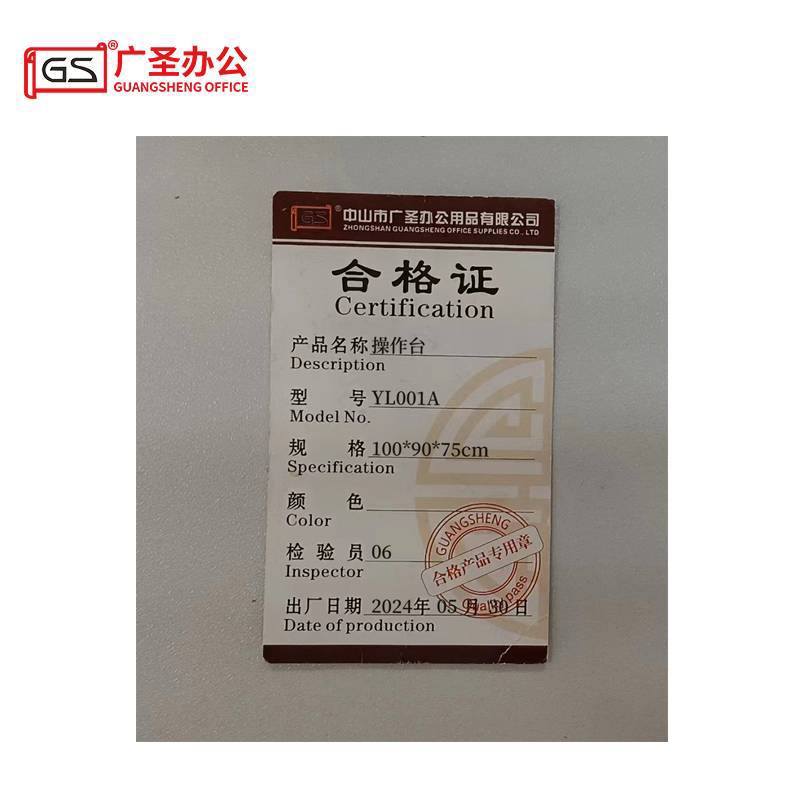 GS®广圣办公
GUANGSHENG OFFICE
GS®中山市广圣办公用品有限公司
ZHONGSHAN GUANGSHENG OFFICE SUPPLIES CO., LTD
合格证
Certification
产品名称 操作台
Description
型 号 YL001A
Model No.
规 格 100*90*75cm
Specification
颜 色
Color
GUANGSHENG
合格产品专用章
Quality pass
检 验 员 06
Inspector
出厂日期 2024年 05 月 30 日
Date of production